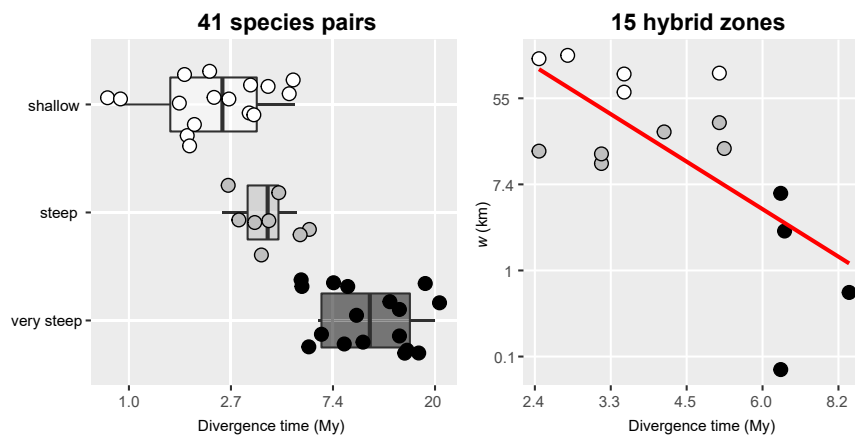 41 species pairs
shallow
steep
very steep
1.0 2.7 7.4 20
Divergence time (My)
15 hybrid zones
w (km)
55
7.4
1
0.1
2.4 3.3 4.5 6.0 8.2
Divergence time (My)